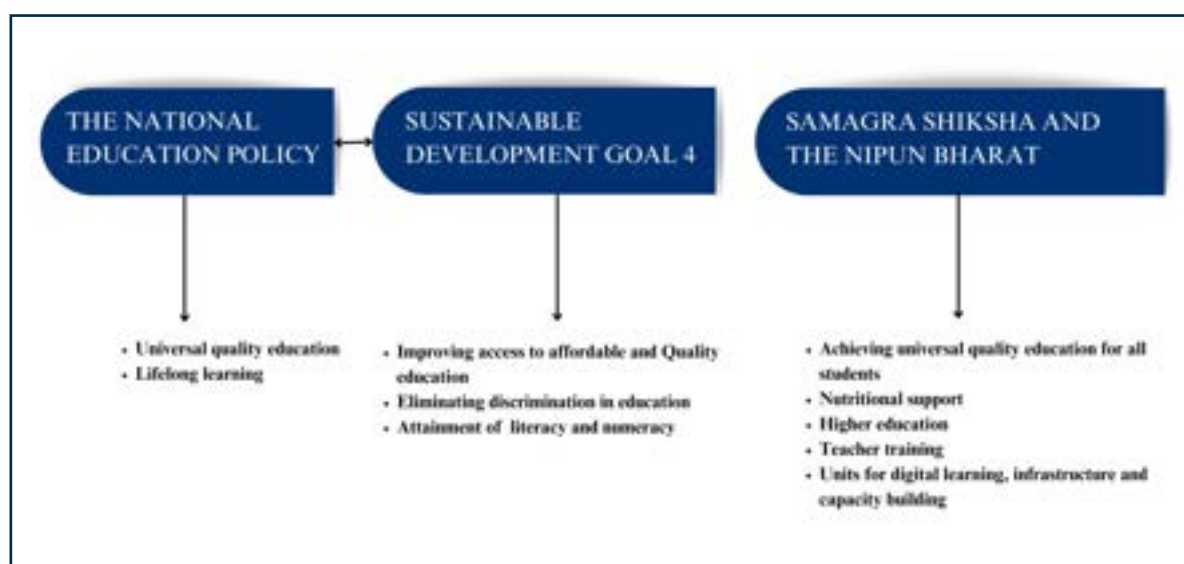 THE NATIONAL
EDUCATION POLICY
SUSTAINABLE
DEVELOPMENT GOAL 4
SAMAGRA SHIKSHA AND
THE NIPUN BHARAT
• Universal quality education
• Lifelong learning
• Improving access to affordable and Quality
education
• Eliminating discrimination in education
• Attainment of literacy and numeracy
• Achieving universal quality education for all
students
• Nutritional support
• Higher education
• Teacher training
• Units for digital learning, infrastructure and
capacity building